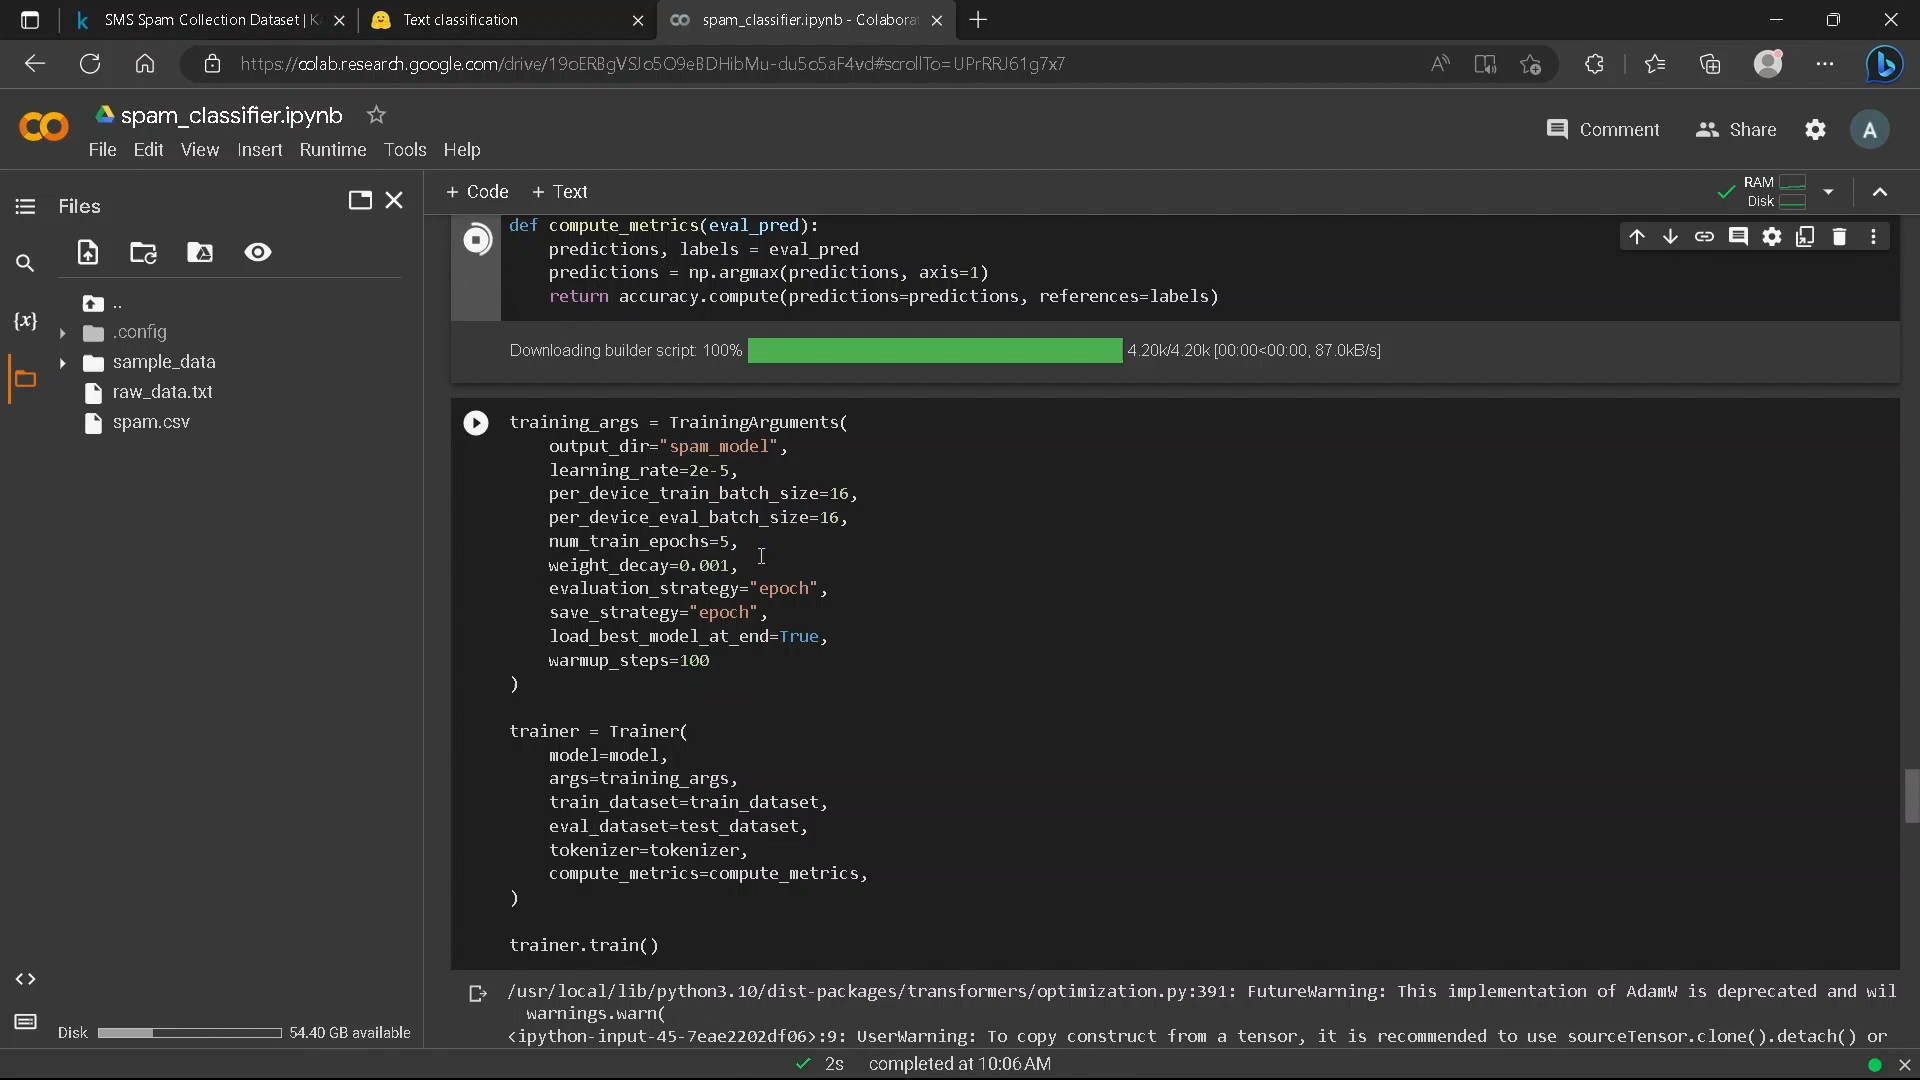 SMS Spam Collection Dataset | K
Text classification
spam_classifier.ipynb - Colaborat
https://colab.research.google.com/drive/19oERBgVSJo5O9eBDHibMu-du5o5aF4vd#scrollTo=UPrRRJ61g7x7
spam_classifier.ipynb
File Edit View Insert Runtime Tools Help
Comment Share A
Files
+ Code + Text
RAM
Disk
..
.config
sample_data
raw_data.txt
spam.csv
def compute_metrics(eval_pred):
predictions, labels = eval_pred
predictions = np.argmax(predictions, axis=1)
return accuracy.compute(predictions=predictions, references=labels)
Downloading builder script: 100% 4.20k/4.20k [00:00<00:00, 87.0kB/s]
training_args = TrainingArguments(
output_dir="spam_model",
learning_rate=2e-5,
per_device_train_batch_size=16,
per_device_eval_batch_size=16,
num_train_epochs=5,
weight_decay=0.001,
evaluation_strategy="epoch",
save_strategy="epoch",
load_best_model_at_end=True,
warmup_steps=100
)
trainer = Trainer(
model=model,
args=training_args,
train_dataset=train_dataset,
eval_dataset=test_dataset,
tokenizer=tokenizer,
compute_metrics=compute_metrics,
)
trainer.train()
/usr/local/lib/python3.10/dist-packages/transformers/optimization.py:391: FutureWarning: This implementation of AdamW is deprecated and wil
warnings.warn(
<ipython-input-45-7eae2202df06>:9: UserWarning: To copy construct from a tensor, it is recommended to use sourceTensor.clone().detach() or
Disk 54.40 GB available
2s completed at 10:06 AM